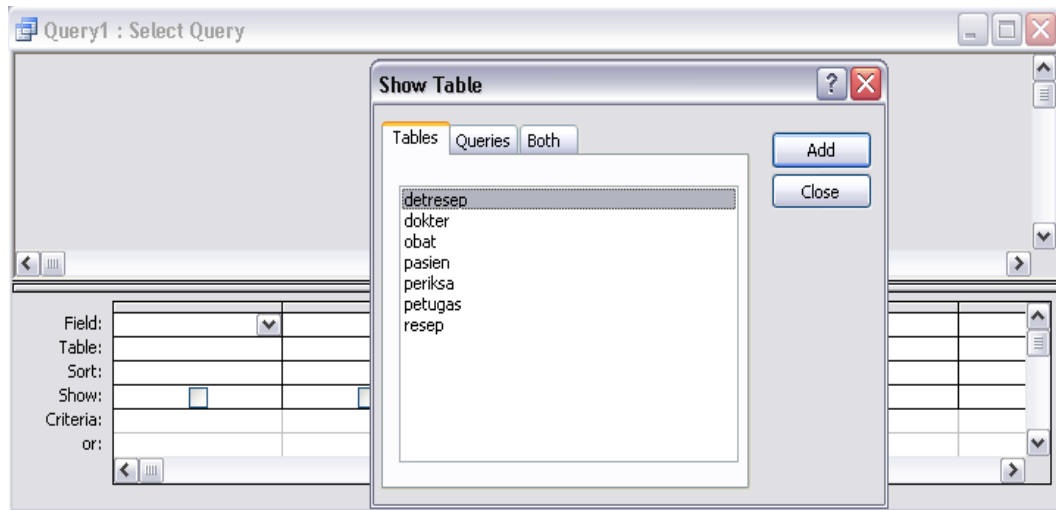 Query1 : Select Query
Show Table
Tables Queries Both
Add
Close
detresep
dokter
obat
pasien
periksa
petugas
resep
Field:
Table:
Sort:
Show:
Criteria:
or: